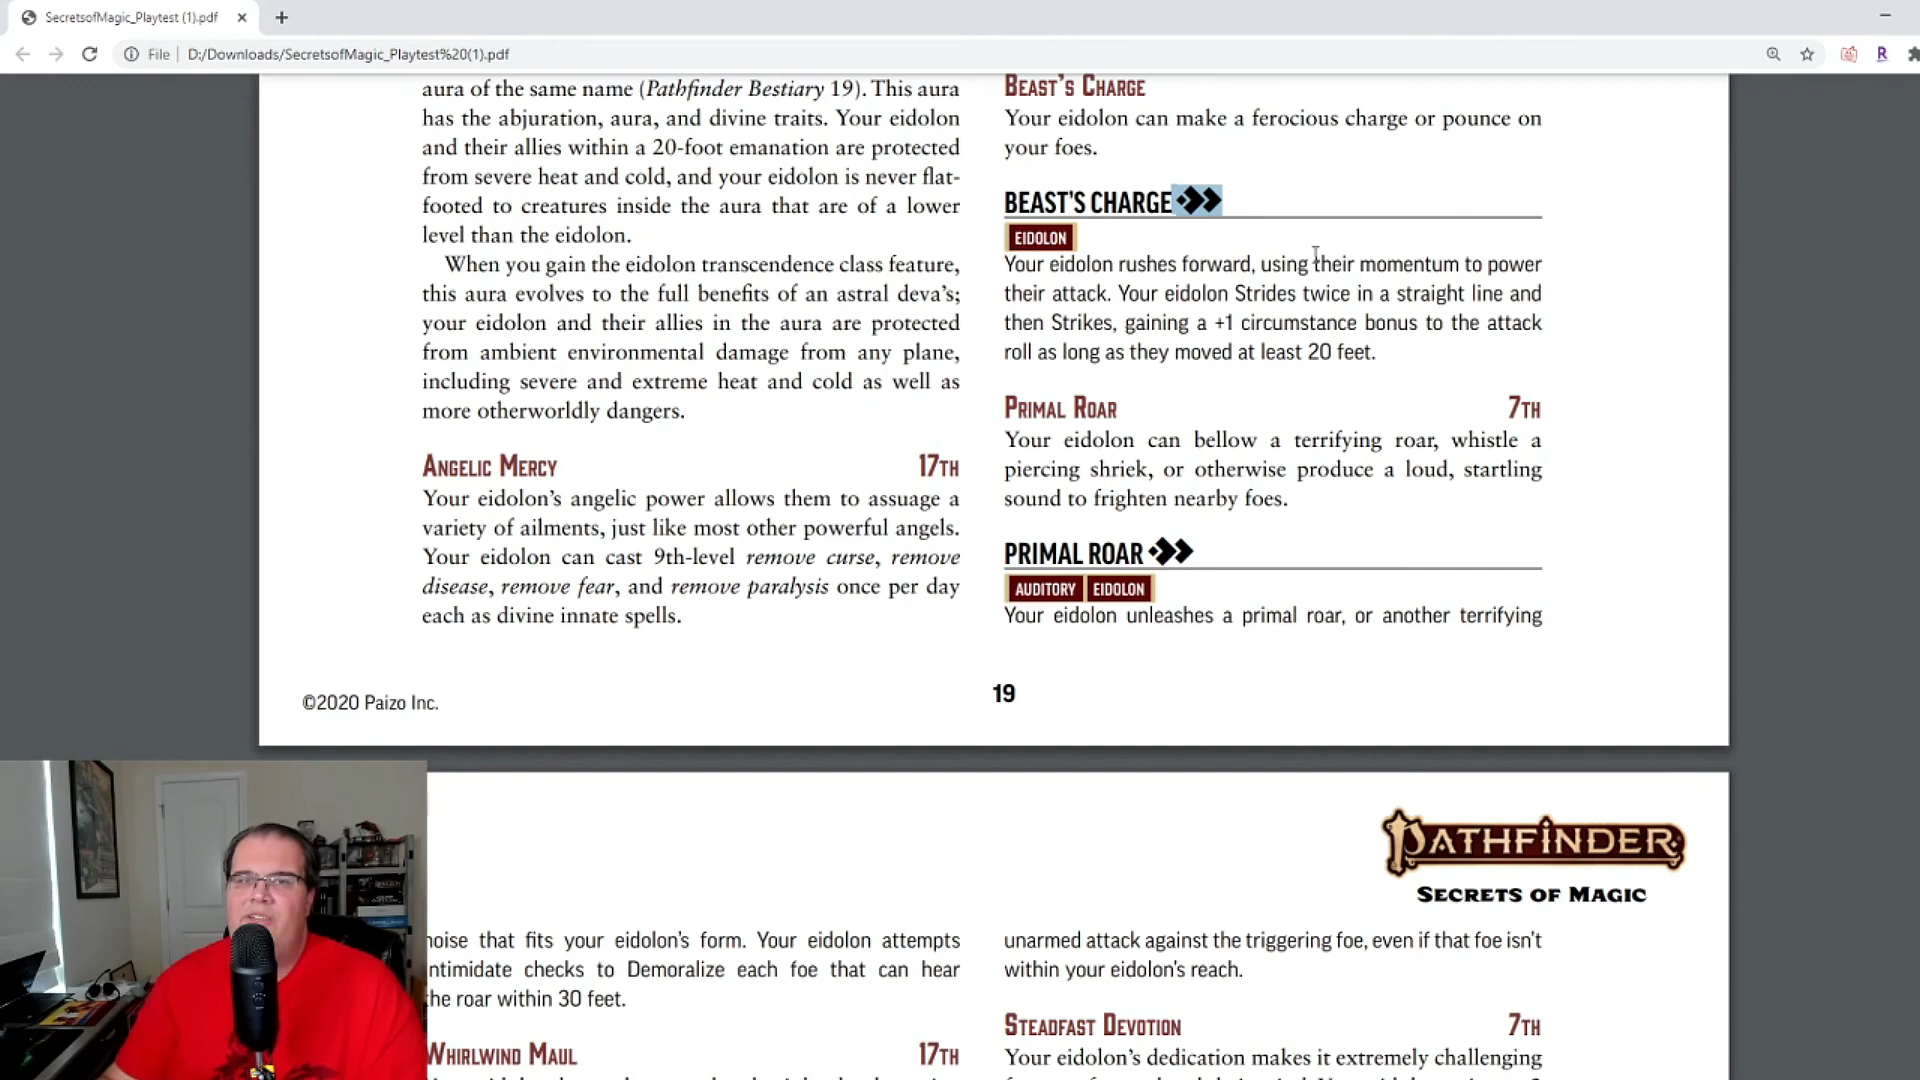 SecretsofMagic_Playtest (1).pdf
File | D:/Downloads/SecretsofMagic_Playtest%20(1).pdf
R
aura of the same name (Pathfinder Bestiary 19). This aura
has the abjuration, aura, and divine traits. Your eidolon
and their allies within a 20-foot emanation are protected
from severe heat and cold, and your eidolon is never flat-
footed to creatures inside the aura that are of a lower
level than the eidolon.
When you gain the eidolon transcendence class feature,
this aura evolves to the full benefits of an astral deva's;
your eidolon and their allies in the aura are protected
from ambient environmental damage from any plane,
including severe and extreme heat and cold as well as
more otherworldly dangers.
ANGELIC MERCY 17TH
Your eidolon's angelic power allows them to assuage a
variety of ailments, just like most other powerful angels.
Your eidolon can cast 9th-level remove curse, remove
disease, remove fear, and remove paralysis once per day
each as divine innate spells.
BEAST'S CHARGE
Your eidolon can make a ferocious charge or pounce on
your foes.
BEAST'S CHARGE
EIDOLON
Your eidolon rushes forward, using their momentum to power
their attack. Your eidolon Strides twice in a straight line and
then Strikes, gaining a +1 circumstance bonus to the attack
roll as long as they moved at least 20 feet.
PRIMAL ROAR 7TH
Your eidolon can bellow a terrifying roar, whistle a
piercing shriek, or otherwise produce a loud, startling
sound to frighten nearby foes.
PRIMAL ROAR
AUDITORY EIDOLON
Your eidolon unleashes a primal roar, or another terrifying
©2020 Paizo Inc.
19
PATHFINDER
SECRETS OF MAGIC
noise that fits your eidolon's form. Your eidolon attempts
ntimidate checks to Demoralize each foe that can hear
the roar within 30 feet.
WHIRLWIND MAUL 17TH
unarmed attack against the triggering foe, even if that foe isn't
within your eidolon's reach.
STEADFAST DEVOTION 7TH
Your eidolon's dedication makes it extremely challenging